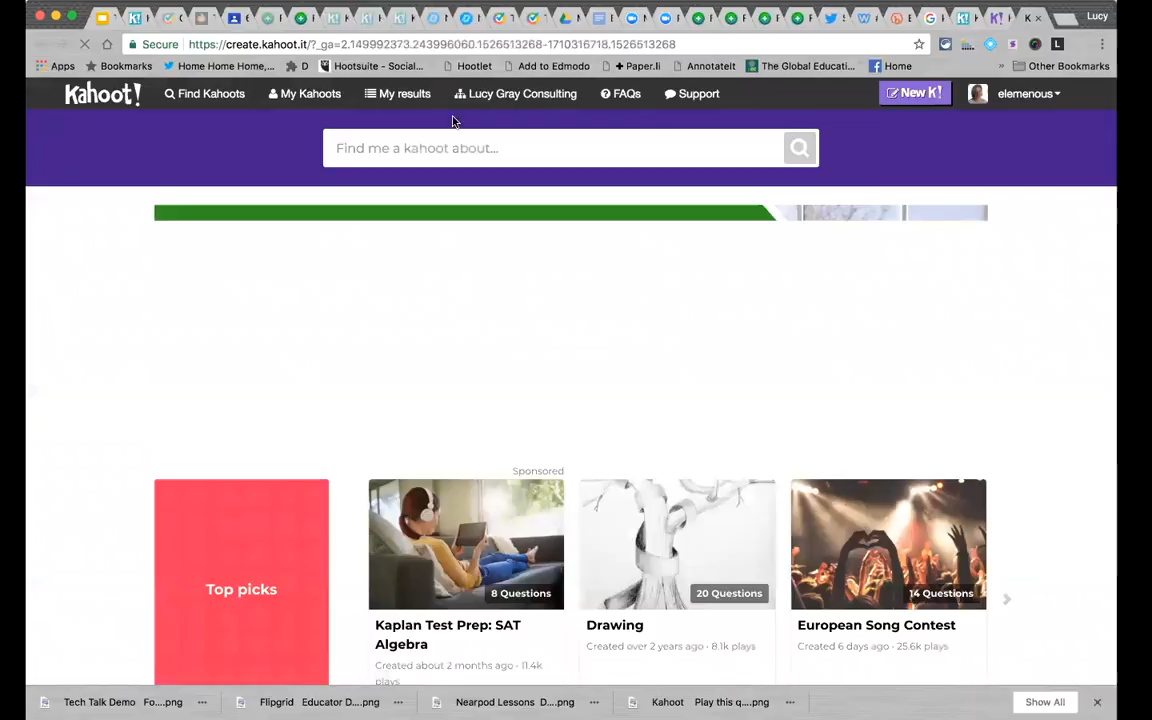 Lucy
Secure https://create.kahoot.it/?_ga=2.149992373.243996060.1526513268-1710316718.1526513268
Apps Bookmarks Home Home Home,... D Hootsuite - Social... Hootlet Add to Edmodo + Paper.li AnnotateIt The Global Educati... Home » Other Bookmarks
Kahoot! Find Kahoots My Kahoots My results Lucy Gray Consulting FAQs Support New K! elemenous
Find me a kahoot about...
Sponsored
Top picks
8 Questions 20 Questions 14 Questions
Kaplan Test Prep: SAT Algebra
Created about 2 months ago · 11.4k plays
Drawing
Created over 2 years ago · 8.1k plays
European Song Contest
Created 6 days ago · 25.6k plays
Tech Talk Demo Fo....png Flipgrid Educator D....png Nearpod Lessons D....png Kahoot Play this q....png Show All